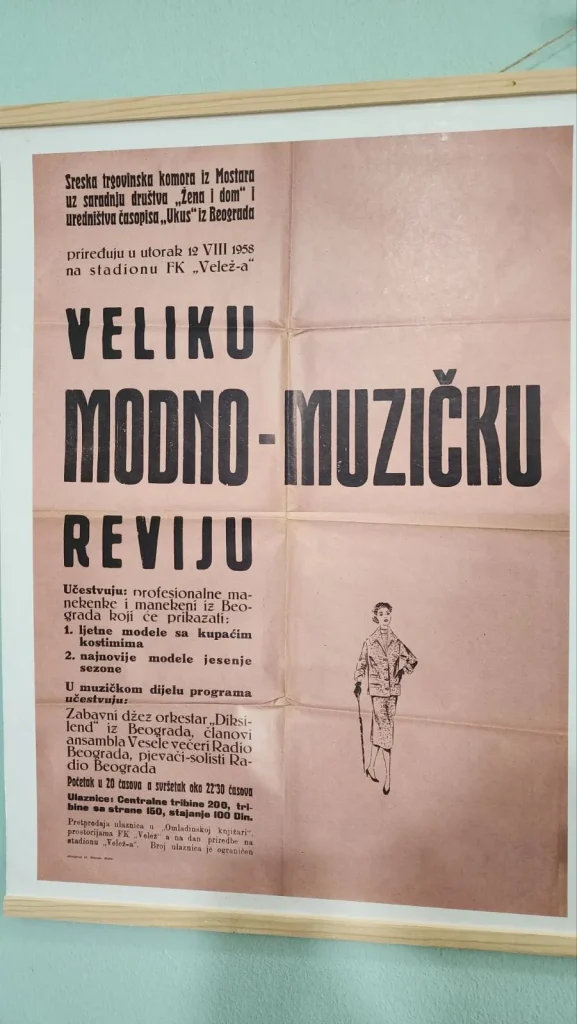 Sreska trgovinska komora iz Mostara
uz saradnju društva „Žena i dom" i
uredništva časopisa „Ukus" iz Beograda
priređuju u utorak 12 VIII 1958
na stadionu FK „Velež-a"
VELIKU
MODNO-MUZIČKU
REVIJU
Učestvuju: profesionalne ma-
nekenke i manekeni iz Beo-
grada koji će prikazati:
1. ljetne modele sa kupaćim
kostimima
2. najnovije modele jesenje
sezone
U muzičkom dijelu programa
učestvuju:
Zabavni džez orkestar „Diksi-
lend" iz Beograda, članovi
ansambla Vesele večeri Radio
Beograda, pjevači-solisti Ra-
dio Beograda
Početak u 20 časova a svršetak oko 22'30 časova
Ulaznice: Centralne tribine 200, tri-
bine sa strane 150, stajanje 100 Din.
Pretprodaja ulaznica u „Omladinskoj knjižari",
prostorijama FK „Velež" a na dan priredbe na
stadionu „Velež-a". Broj ulaznica je ograničen